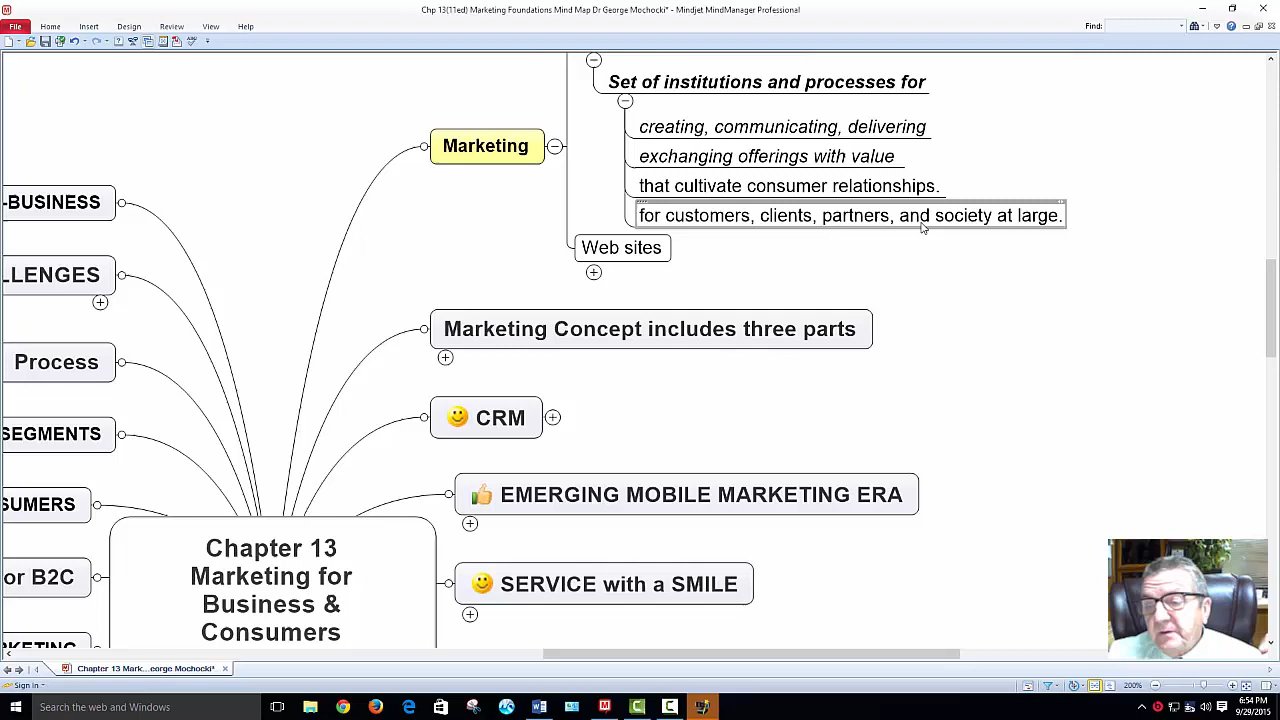 Chp 13(11ed) Marketing Foundations Mind Map Dr George Mochocki* - Mindjet MindManager Professional
File Home Insert Design Review View Find:
Set of institutions and processes for
creating, communicating, delivering
Marketing
exchanging offerings with value
that cultivate consumer relationships.
-BUSINESS
for customers, clients, partners, and society at large.
Web sites
LLENGES
Marketing Concept includes three parts
Process
CRM
SEGMENTS
EMERGING MOBILE MARKETING ERA
SUMERS
Chapter 13
Marketing for
Business &
Consumers
or B2C
SERVICE with a SMILE
RKETING
Chapter 13 Mark...eorge Mochocki*
Sign In
200%
Search the web and Windows
6:54 PM
9/29/2015